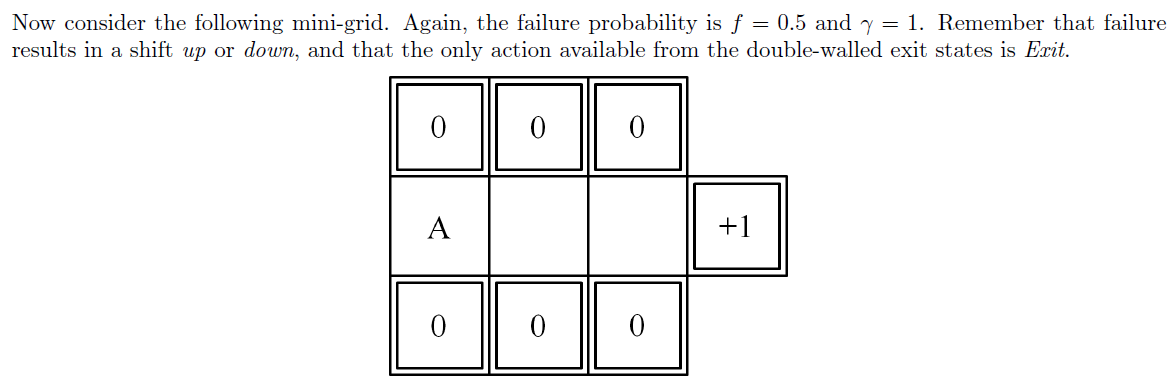 Now consider the following mini-grid. Again, the failure probability is f = 0.5 and γ = 1. Remember that failure
results in a shift up or down, and that the only action available from the double-walled exit states is Exit.
0 0 0
A +1
0 0 0